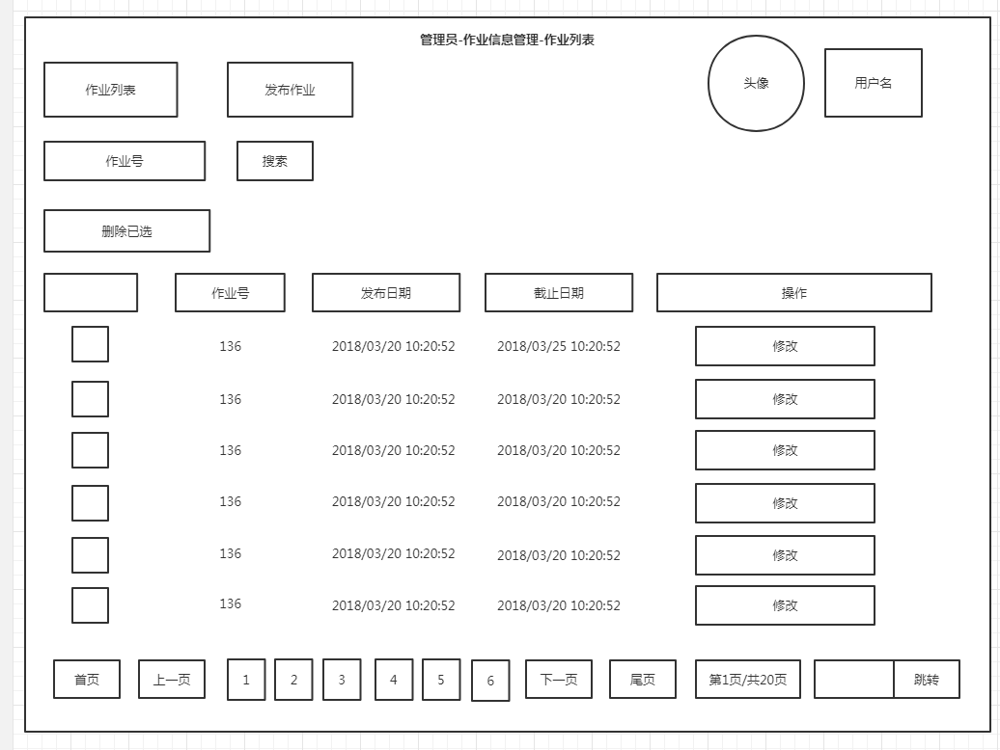 管理员-作业信息管理-作业列表
作业列表 发布作业 头像 用户名
作业号 搜索
删除已选
作业号 发布日期 截止日期 操作
136 2018/03/20 10:20:52 2018/03/25 10:20:52 修改
136 2018/03/20 10:20:52 2018/03/20 10:20:52 修改
136 2018/03/20 10:20:52 2018/03/20 10:20:52 修改
136 2018/03/20 10:20:52 2018/03/20 10:20:52 修改
136 2018/03/20 10:20:52 2018/03/20 10:20:52 修改
136 2018/03/20 10:20:52 2018/03/20 10:20:52 修改
首页 上一页 1 2 3 4 5 6 下一页 尾页 第1页/共20页 跳转